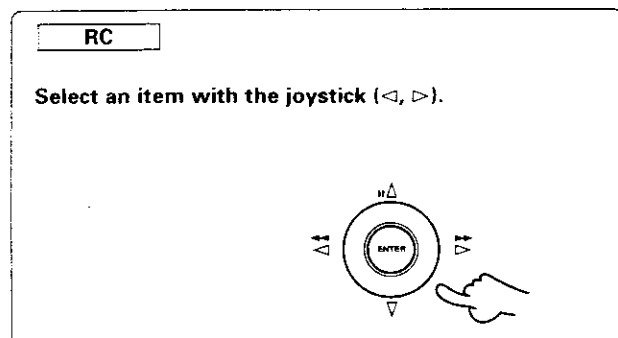 RC
Select an item with the joystick (◁, ▷).
ENTER